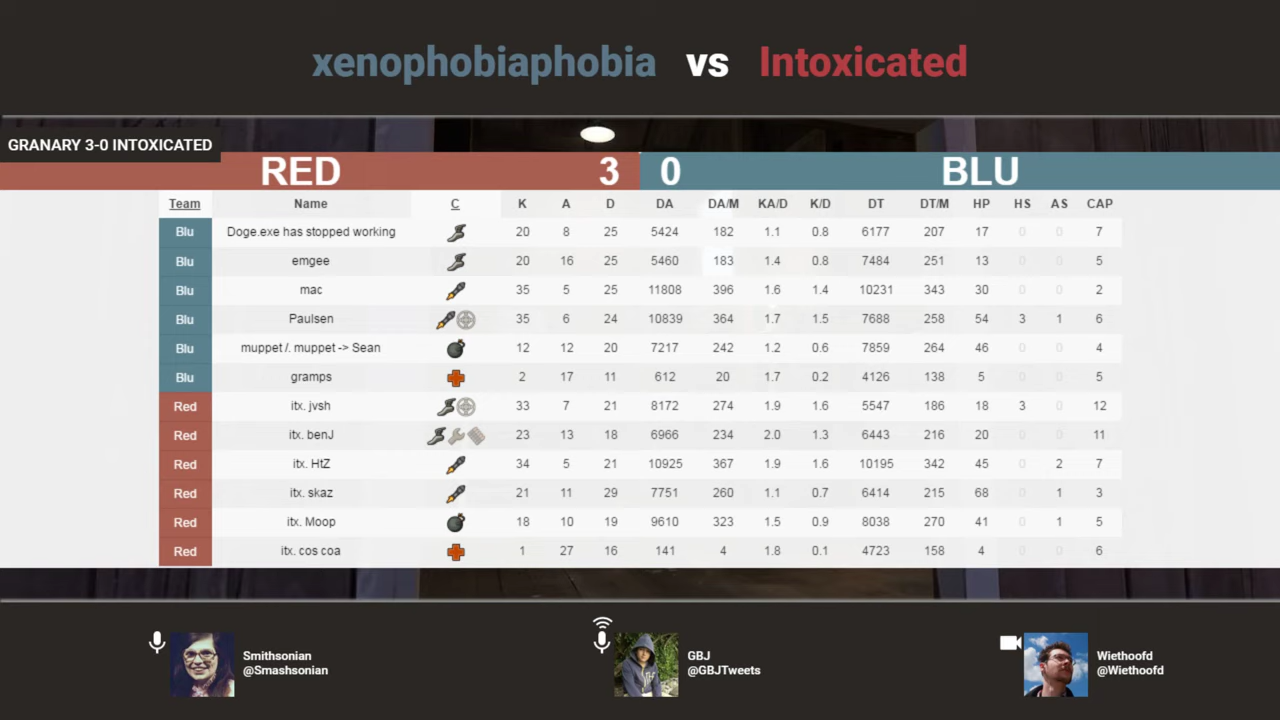 xenophobiaphobia vs Intoxicated
GRANARY 3-0 INTOXICATED
RED 3 0 BLU
Team Name C K A D DA DA/M KA/D K/D DT DT/M HP HS AS CAP
Blu Doge.exe has stopped working 20 8 25 5424 182 1.1 0.8 6177 207 17 0 0 7
Blu emgee 20 16 25 5460 183 1.4 0.8 7484 251 13 0 0 5
Blu mac 35 5 25 11808 396 1.6 1.4 10231 343 30 0 0 2
Blu Paulsen 35 6 24 10839 364 1.7 1.5 7688 258 54 3 1 6
Blu muppet /. muppet -> Sean 12 12 20 7217 242 1.2 0.6 7859 264 46 0 0 4
Blu gramps 2 17 11 612 20 1.7 0.2 4126 138 5 0 0 5
Red itx. jvsh 33 7 21 8172 274 1.9 1.6 5547 186 18 3 0 12
Red itx. benJ 23 13 18 6966 234 2.0 1.3 6443 216 20 0 0 11
Red itx. HtZ 34 5 21 10925 367 1.9 1.6 10195 342 45 0 2 7
Red itx. skaz 21 11 29 7751 260 1.1 0.7 6414 215 68 0 1 3
Red itx. Moop 18 10 19 9610 323 1.5 0.9 8038 270 41 0 1 5
Red itx. cos coa 1 27 16 141 4 1.8 0.1 4723 158 4 0 0 6
Smithsonian
@Smashsonian
GBJ
@GBJTweets
Wiethoofd
@Wiethoofd